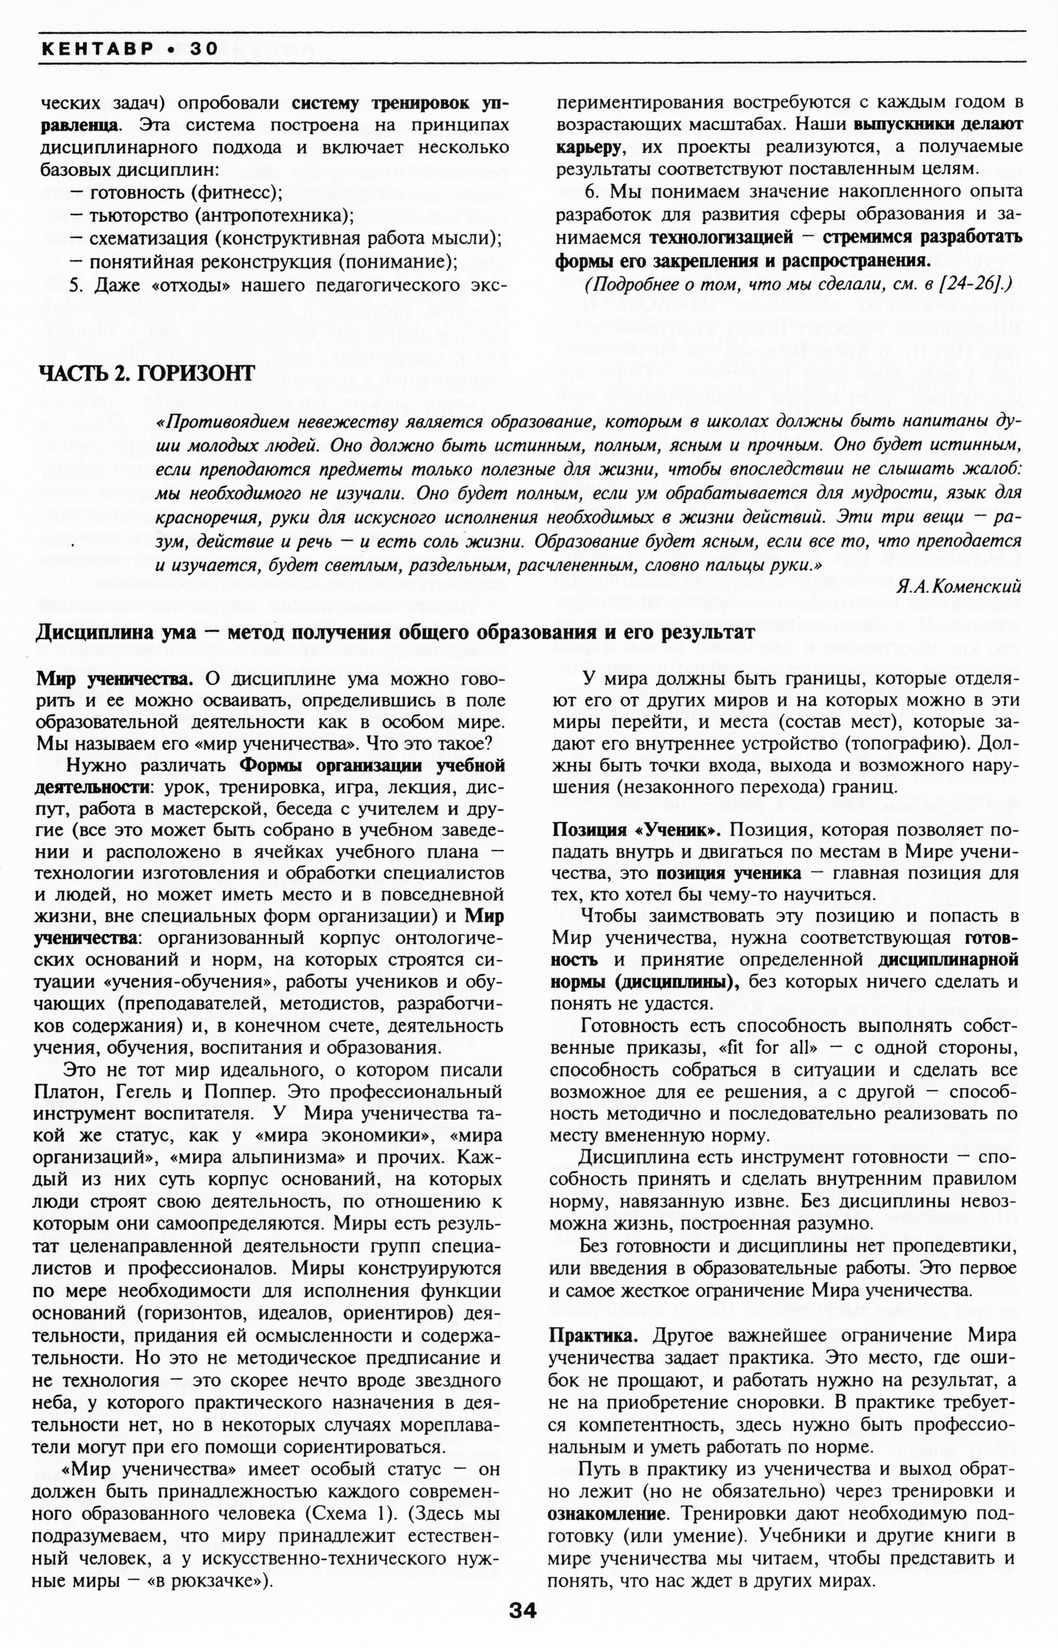 КЕНТАВР • 30
ческих задач) опробовали систему тренировок уп-
равленца. Эта система построена на принципах
дисциплинарного подхода и включает несколько
базовых дисциплин:
— готовность (фитнесс);
— тьюторство (антропотехника);
— схематизация (конструктивная работа мысли);
— понятийная реконструкция (понимание);
5. Даже «отходы» нашего педагогического экс-
периментирования востребуются с каждым годом в
возрастающих масштабах. Наши выпускники делают
карьеру, их проекты реализуются, а получаемые
результаты соответствуют поставленным целям.
6. Мы понимаем значение накопленного опыта
разработок для развития сферы образования и за-
нимаемся технологизацией — стремимся разработать
формы его закрепления и распространения.
(Подробнее о том, что мы сделали, см. в [24-26].)
ЧАСТЬ 2. ГОРИЗОНТ
«Противоядием невежеству является образование, которым в школах должны быть напитаны ду-
ши молодых людей. Оно должно быть истинным, полным, ясным и прочным. Оно будет истинным,
если преподаются предметы только полезные для жизни, чтобы впоследствии не слышать жалоб:
мы необходимого не изучали. Оно будет полным, если ум обрабатывается для мудрости, язык для
красноречия, руки для искусного исполнения необходимых в жизни действий. Эти три вещи — ра-
зум, действие и речь — и есть соль жизни. Образование будет ясным, если все то, что преподается
и изучается, будет светлым, раздельным, расчлененным, словно пальцы руки.»
Я.А.Коменский
Дисциплина ума — метод получения общего образования и его результат
Мир ученичества. О дисциплине ума можно гово-
рить и ее можно осваивать, определившись в поле
образовательной деятельности как в особом мире.
Мы называем его «мир ученичества». Что это такое?
Нужно различать Формы организации учебной
деятельности: урок, тренировка, игра, лекция, дис-
пут, работа в мастерской, беседа с учителем и дру-
гие (все это может быть собрано в учебном заведе-
нии и расположено в ячейках учебного плана —
технологии изготовления и обработки специалистов
и людей, но может иметь место и в повседневной
жизни, вне специальных форм организации) и Мир
ученичества: организованный корпус онтологиче-
ских оснований и норм, на которых строятся си-
туации «учения-обучения», работы учеников и обу-
чающих (преподавателей, методистов, разработчи-
ков содержания) и, в конечном счете, деятельность
учения, обучения, воспитания и образования.
Это не тот мир идеального, о котором писали
Платон, Гегель и Поппер. Это профессиональный
инструмент воспитателя. У Мира ученичества та-
кой же статус, как у «мира экономики», «мира
организаций», «мира альпинизма» и прочих. Каж-
дый из них суть корпус оснований, на которых
люди строят свою деятельность, по отношению к
которым они самоопределяются. Миры есть резуль-
тат целенаправленной деятельности групп специа-
листов и профессионалов. Миры конструируются
по мере необходимости для исполнения функции
оснований (горизонтов, идеалов, ориентиров) дея-
тельности, придания ей осмысленности и содержа-
тельности. Но это не методическое предписание и
не технология — это скорее нечто вроде звездного
неба, у которого практического назначения в дея-
тельности нет, но в некоторых случаях мореплава-
тели могут при его помощи сориентироваться.
«Мир ученичества» имеет особый статус — он
должен быть принадлежностью каждого современ-
ного образованного человека (Схема 1). (Здесь мы
подразумеваем, что миру принадлежит естествен-
ный человек, а у искусственно-технического нуж-
ные миры — «в рюкзачке»).
У мира должны быть границы, которые отделя-
ют его от других миров и на которых можно в эти
миры перейти, и места (состав мест), которые за-
дают его внутреннее устройство (топографию). Дол-
жны быть точки входа, выхода и возможного нару-
шения (незаконного перехода) границ.
Позиция «Ученик». Позиция, которая позволяет по-
падать внутрь и двигаться по местам в Мире учени-
чества, это позиция ученика — главная позиция для
тех, кто хотел бы чему-то научиться.
Чтобы заимствовать эту позицию и попасть в
Мир ученичества, нужна соответствующая готов-
ность и принятие определенной дисциплинарной
нормы (дисциплины), без которых ничего сделать и
понять не удастся.
Готовность есть способность выполнять собст-
венные приказы, «fit for all» — с одной стороны,
способность собраться в ситуации и сделать все
возможное для ее решения, а с другой — способ-
ность методично и последовательно реализовать по
месту вмененную норму.
Дисциплина есть инструмент готовности — спо-
собность принять и сделать внутренним правилом
норму, навязанную извне. Без дисциплины невоз-
можна жизнь, построенная разумно.
Без готовности и дисциплины нет пропедевтики,
или введения в образовательные работы. Это первое
и самое жесткое ограничение Мира ученичества.
Практика. Другое важнейшее ограничение Мира
ученичества задает практика. Это место, где оши-
бок не прощают, и работать нужно на результат, а
не на приобретение сноровки. В практике требует-
ся компетентность, здесь нужно быть профессио-
нальным и уметь работать по норме.
Путь в практику из ученичества и выход обрат-
но лежит (но не обязательно) через тренировки и
ознакомление. Тренировки дают необходимую под-
готовку (или умение). Учебники и другие книги в
мире ученичества мы читаем, чтобы представить и
понять, что нас ждет в других мирах.
34